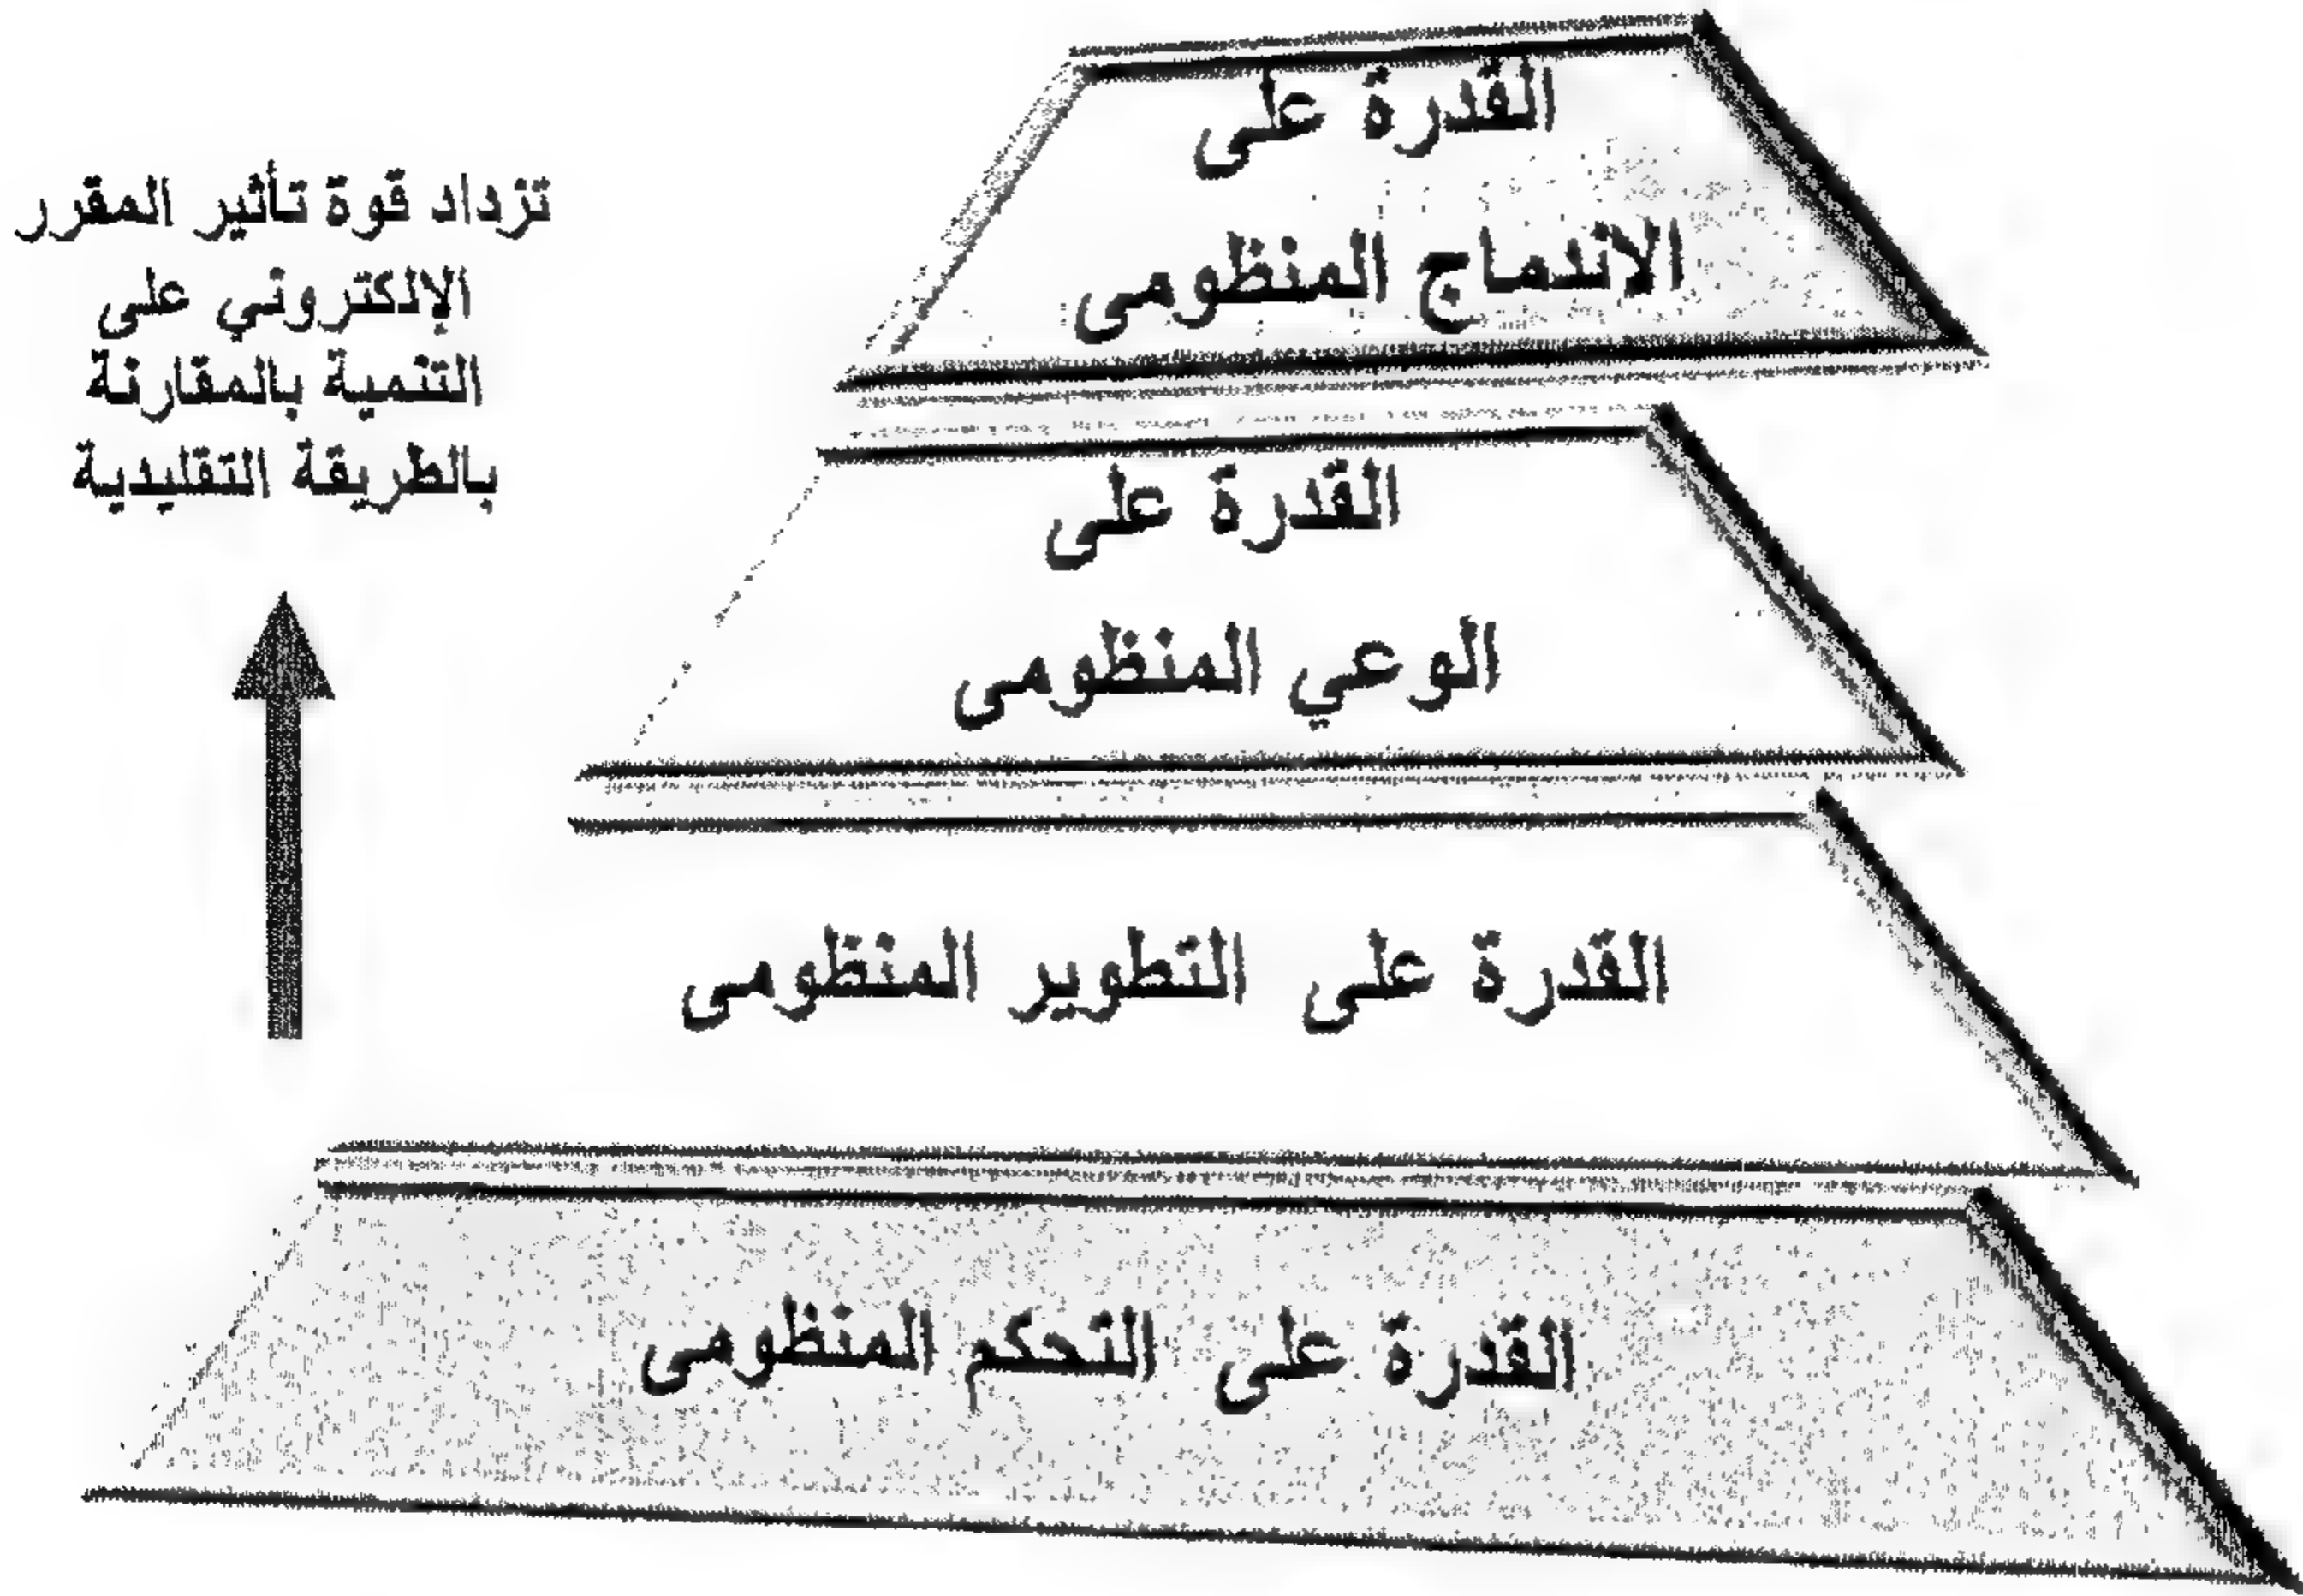 القدرة على
الاندماج المنظومى
تزداد قوة تأثير المقرر
الإلكتروني على
التنمية بالمقارنة
بالطريقة التقليدية
القدرة على
الوعي المنظومى
القدرة على التطوير المنظومى
القدرة على التحكم المنظومى